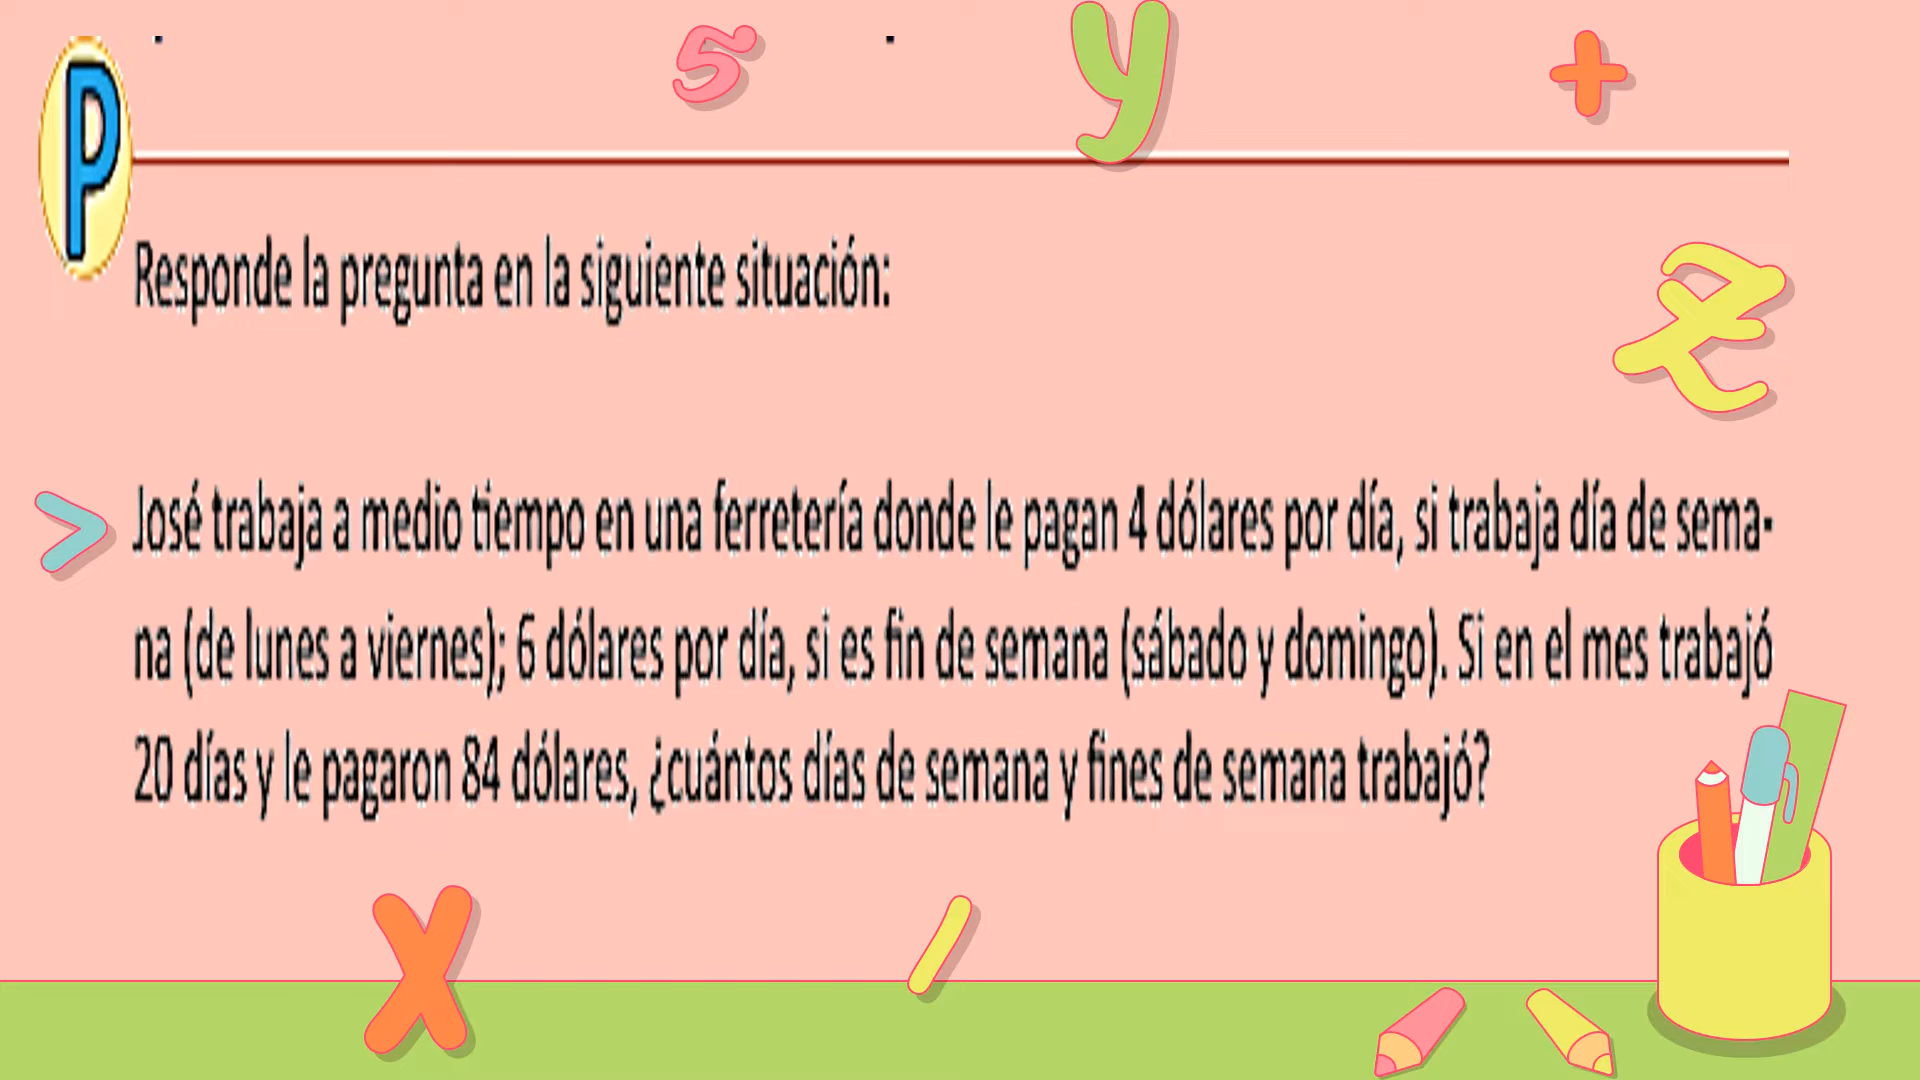 5 y +
P
Responde la pregunta en la siguiente situación:
z
> José trabaja a medio tiempo en una ferretería donde le pagan 4 dólares por día, si trabaja día de sema-
na (de lunes a viernes); 6 dólares por día, si es fin de semana (sábado y domingo). Si en el mes trabajó
20 días y le pagaron 84 dólares, ¿cuántos días de semana y fines de semana trabajó?
x /